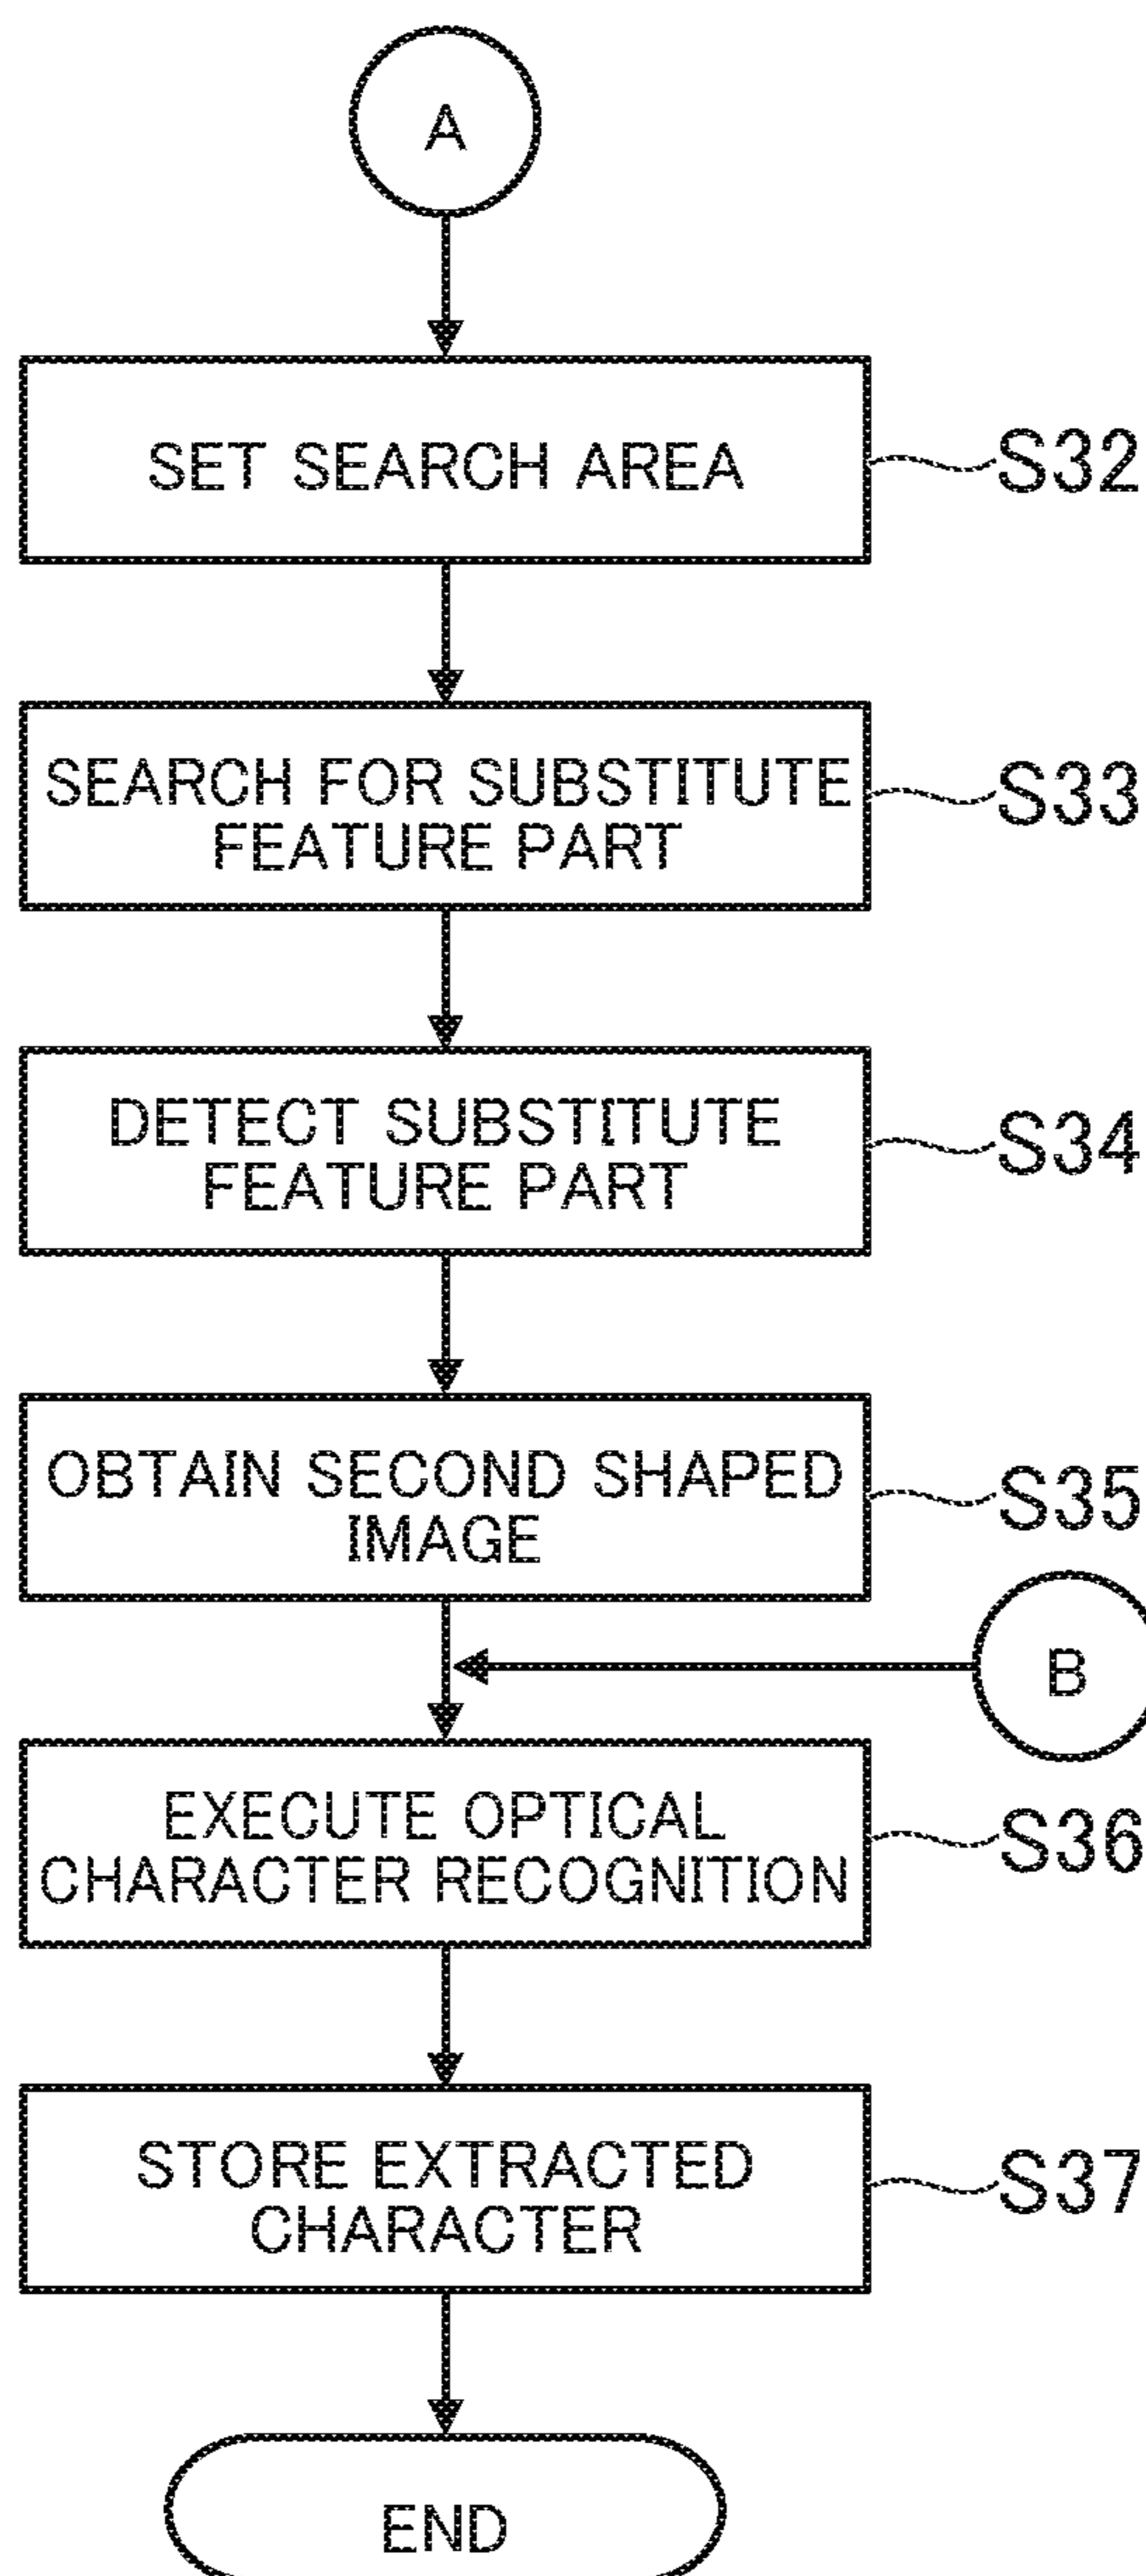 A
SET SEARCH AREA
S32
SEARCH FOR SUBSTITUTE
FEATURE PART
S33
DETECT SUBSTITUTE
FEATURE PART
S34
OBTAIN SECOND SHAPED
IMAGE
S35
B
EXECUTE OPTICAL
CHARACTER RECOGNITION
S36
STORE EXTRACTED
CHARACTER
S37
END